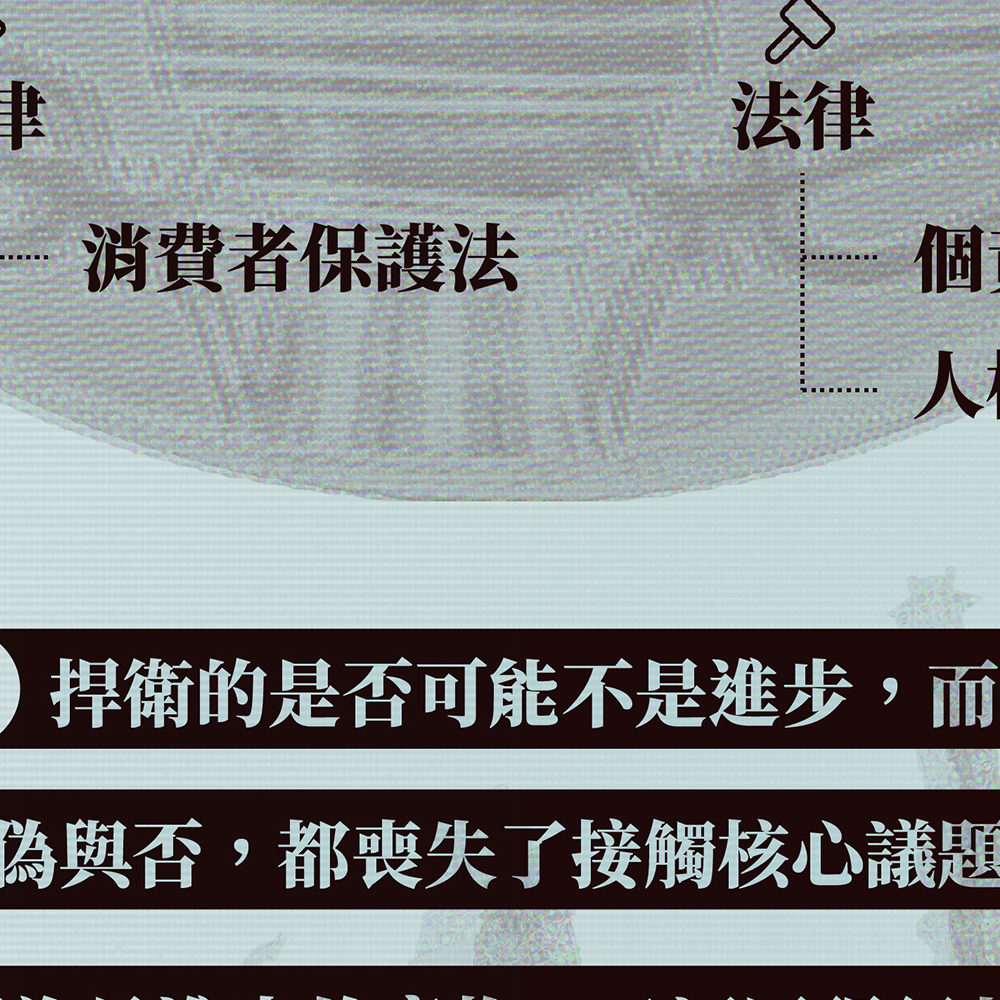 律
法律
消費者保護法
個
人
捍衛的是否可能不是進步，而
偽與否，都喪失了接觸核心議題